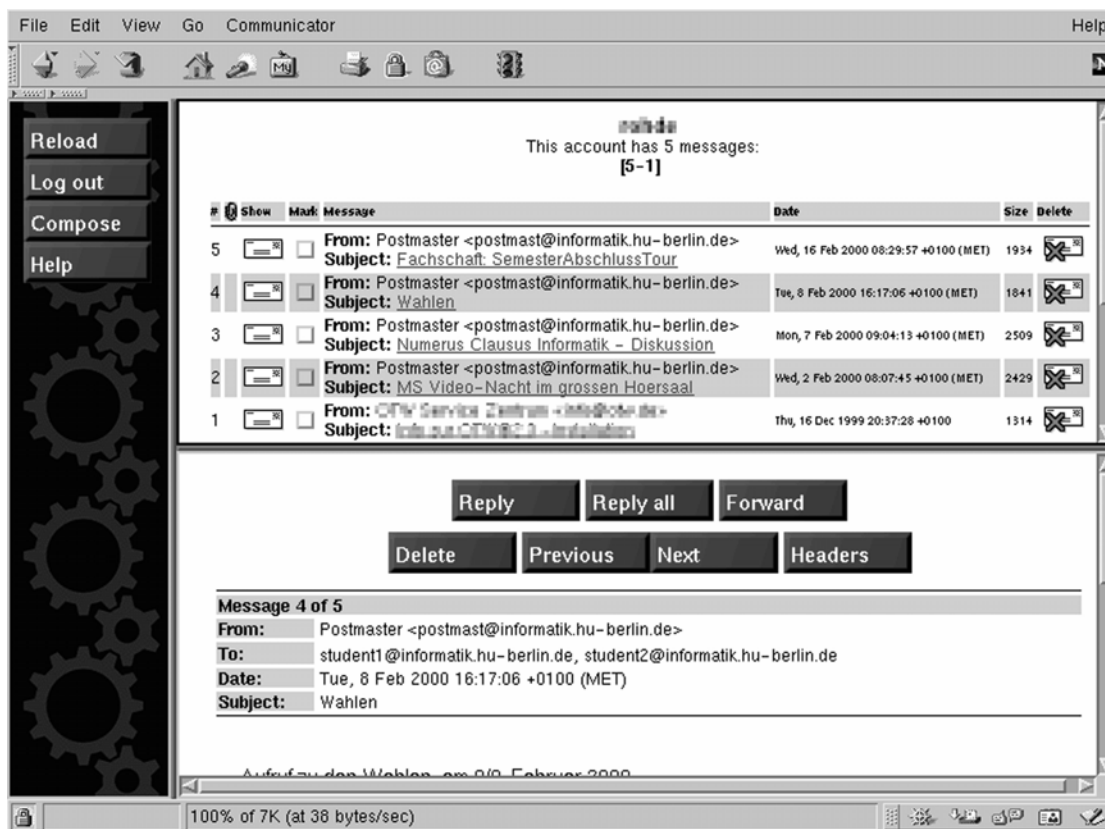 File Edit View Go Communicator Help
My
N
Reload
Log out
Compose
Help
This account has 5 messages:
[5-1]
# Show Mark Message Date Size Delete
5 From: Postmaster <postmast@informatik.hu-berlin.de> Wed, 16 Feb 2000 08:29:57 +0100 (MET) 1934
Subject: Fachschaft: SemesterAbschlussTour
4 From: Postmaster <postmast@informatik.hu-berlin.de> Tue, 8 Feb 2000 16:17:06 +0100 (MET) 1841
Subject: Wahlen
3 From: Postmaster <postmast@informatik.hu-berlin.de> Mon, 7 Feb 2000 09:04:13 +0100 (MET) 2509
Subject: Numerus Clausus Informatik - Diskussion
2 From: Postmaster <postmast@informatik.hu-berlin.de> Wed, 2 Feb 2000 08:07:45 +0100 (MET) 2429
Subject: MS Video-Nacht im grossen Hoersaal
1 From: Thu, 16 Dec 1999 20:37:28 +0100 1314
Subject:
Reply Reply all Forward
Delete Previous Next Headers
Message 4 of 5
From: Postmaster <postmast@informatik.hu-berlin.de>
To: student1@informatik.hu-berlin.de, student2@informatik.hu-berlin.de
Date: Tue, 8 Feb 2000 16:17:06 +0100 (MET)
Subject: Wahlen
Aufruf zu den Wahlen am Februar 2000
100% of 7K (at 38 bytes/sec)